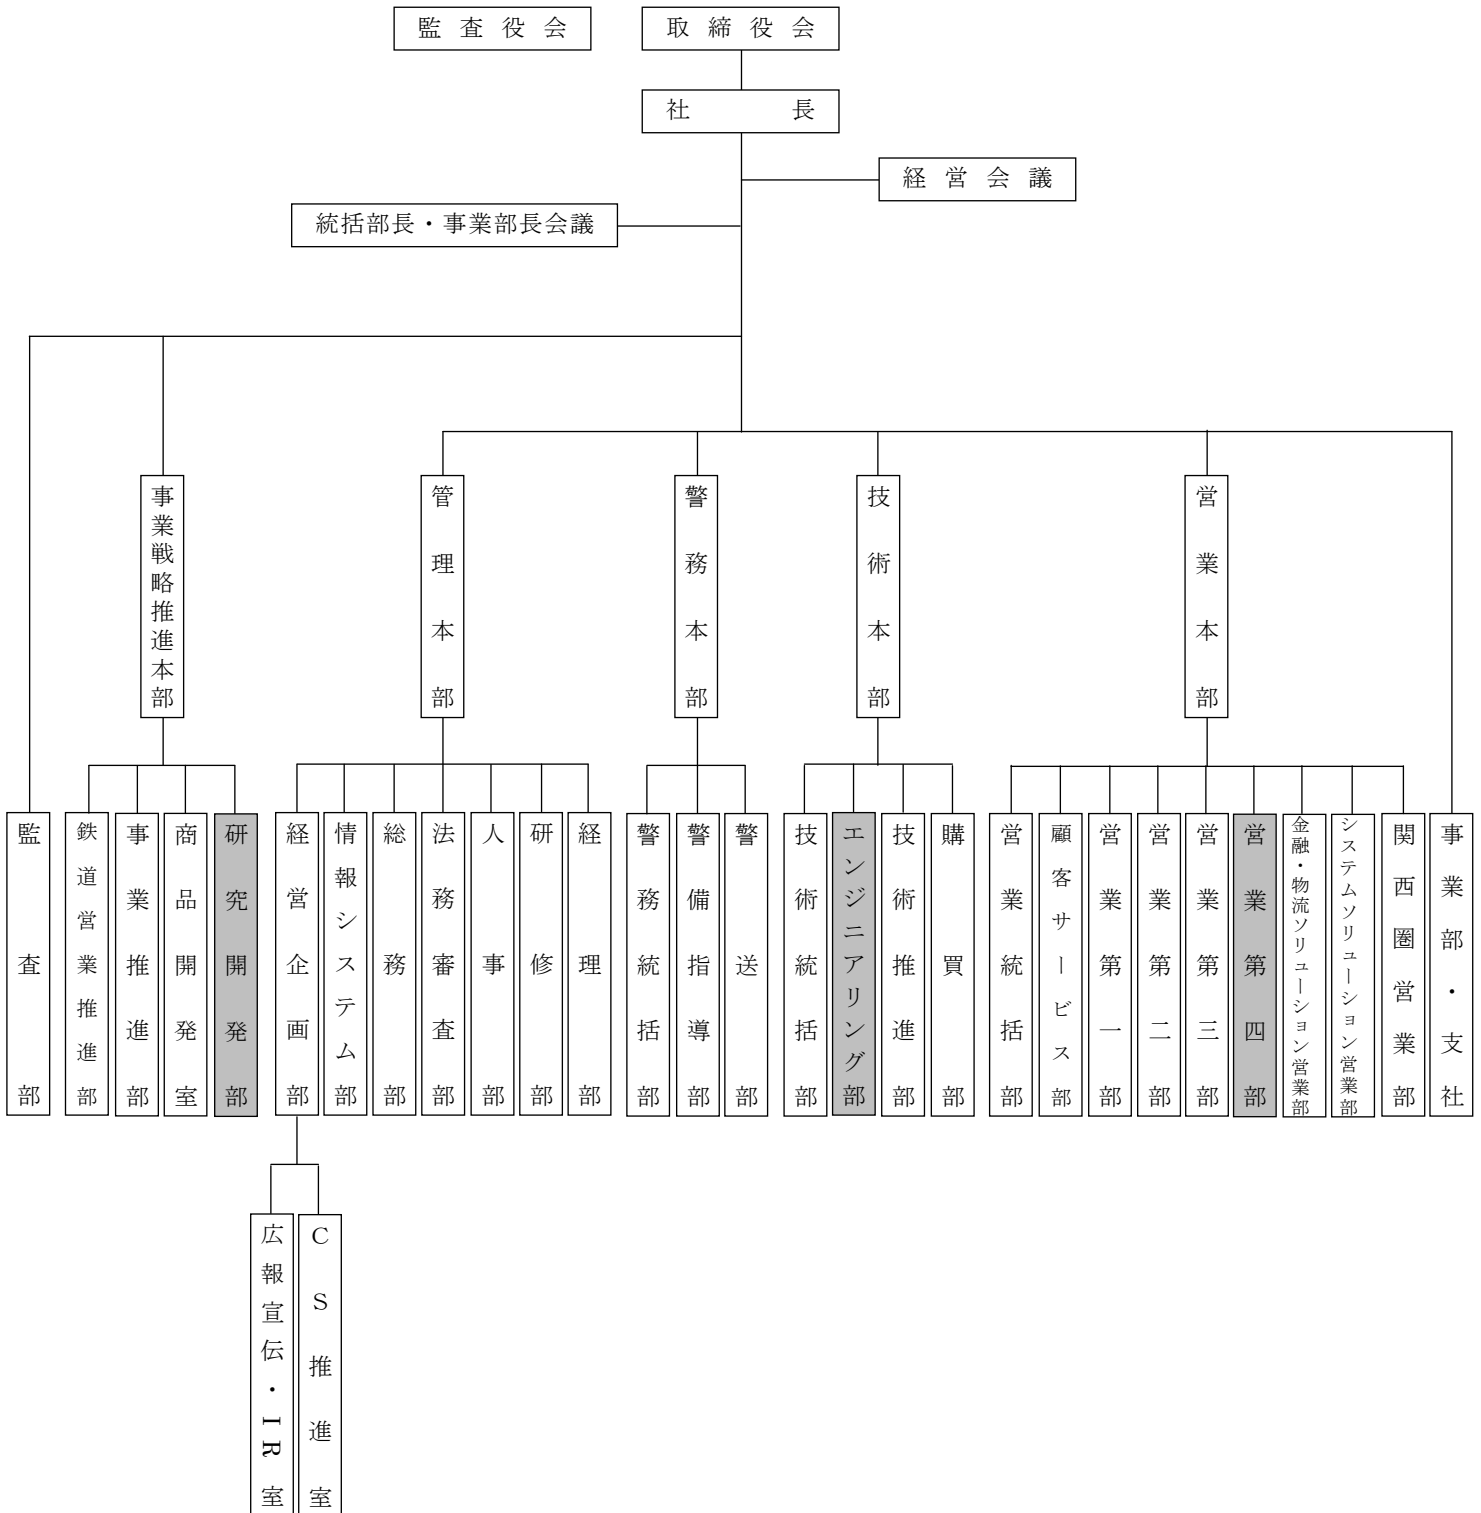 監査役会
取締役会
社長
経営会議
統括部長・事業部長会議
事業戦略推進本部
管理本部
警務本部
技術本部
営業本部
監査部
鉄道営業推進部
事業推進部
商品開発室
研究開発部
経営企画部
情報システム部
総務部
法務審査部
人事部
研修部
経理部
警務統括部
警備指導部
警送部
技術統括部
エンジニアリング部
技術推進部
購買部
営業統括部
顧客サービス部
営業第一部
営業第二部
営業第三部
営業第四部
金融・物流ソリューション営業部
システムソリューション営業部
関西圏営業部
事業部・支社
広報宣伝・IR室
CS推進室